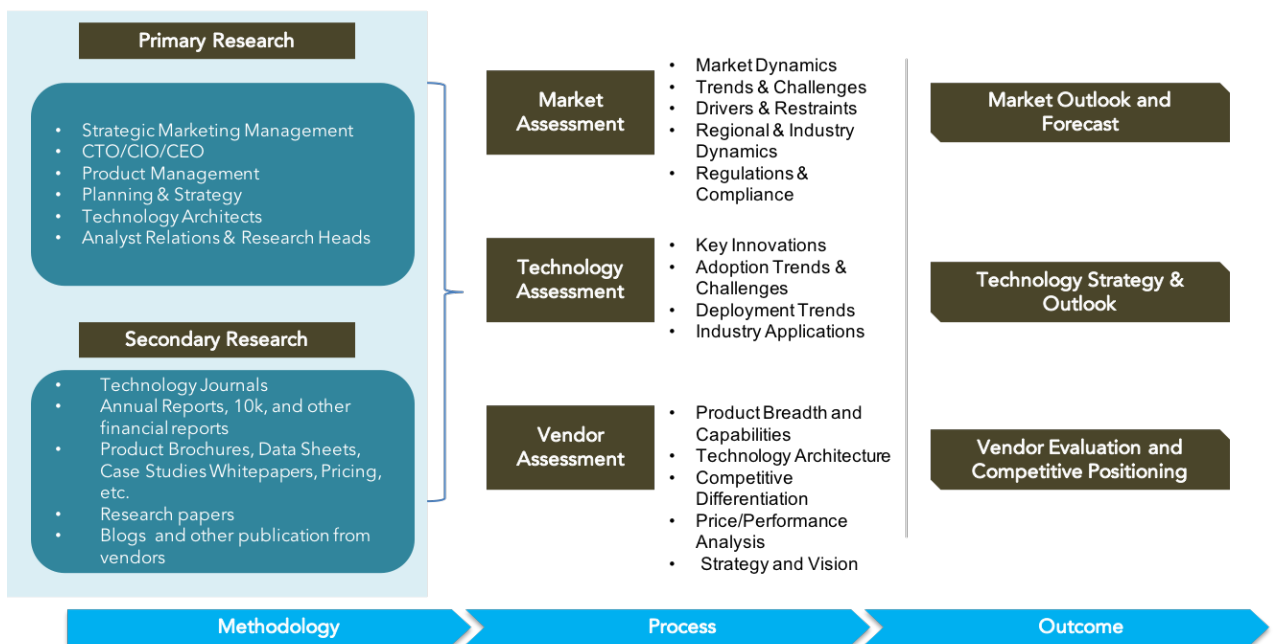 Primary Research
• Strategic Marketing Management
• CTO/CIO/CEO
• Product Management
• Planning & Strategy
• Technology Architects
• Analyst Relations & Research Heads
Secondary Research
• Technology Journals
• Annual Reports, 10k, and other
financial reports
• Product Brochures, Data Sheets,
Case Studies Whitepapers, Pricing,
etc.
• Research papers
• Blogs and other publication from
vendors
Market
Assessment
• Market Dynamics
• Trends & Challenges
• Drivers & Restraints
• Regional & Industry
Dynamics
• Regulations &
Compliance
Technology
Assessment
• Key Innovations
• Adoption Trends &
Challenges
• Deployment Trends
• Industry Applications
Vendor
Assessment
• Product Breadth and
Capabilities
• Technology Architecture
• Competitive
Differentiation
• Price/Performance
Analysis
• Strategy and Vision
Market Outlook and
Forecast
Technology Strategy &
Outlook
Vendor Evaluation and
Competitive Positioning
Methodology
Process
Outcome